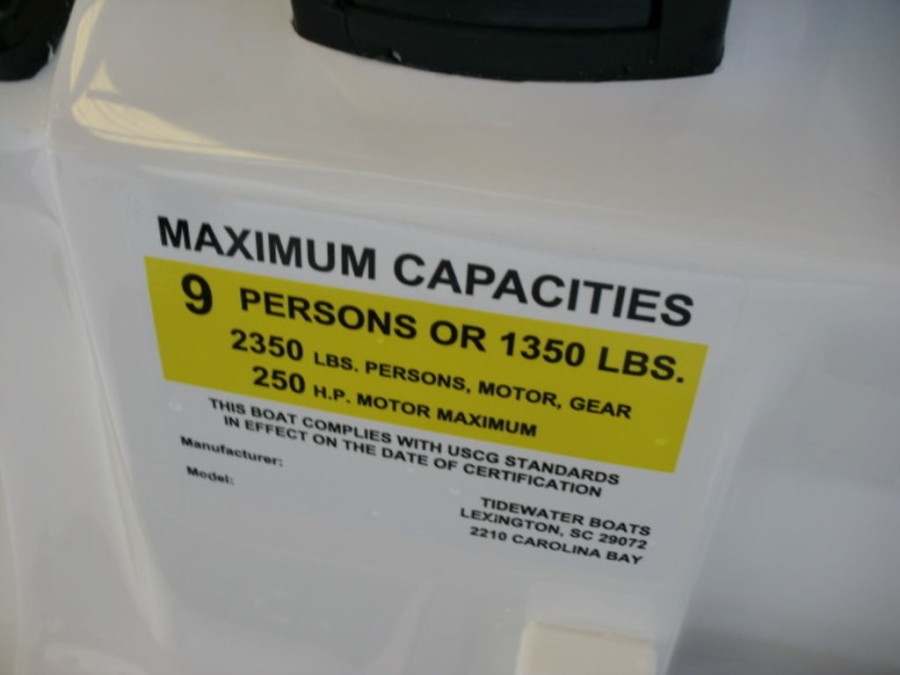 MAXIMUM CAPACITIES
9 PERSONS OR 1350 LBS.
2350 LBS. PERSONS, MOTOR, GEAR
250 H.P. MOTOR MAXIMUM
THIS BOAT COMPLIES WITH USCG STANDARDS
IN EFFECT ON THE DATE OF CERTIFICATION
Manufacturer:
Model:
TIDEWATER BOATS
LEXINGTON, SC 29072
2210 CAROLINA BAY